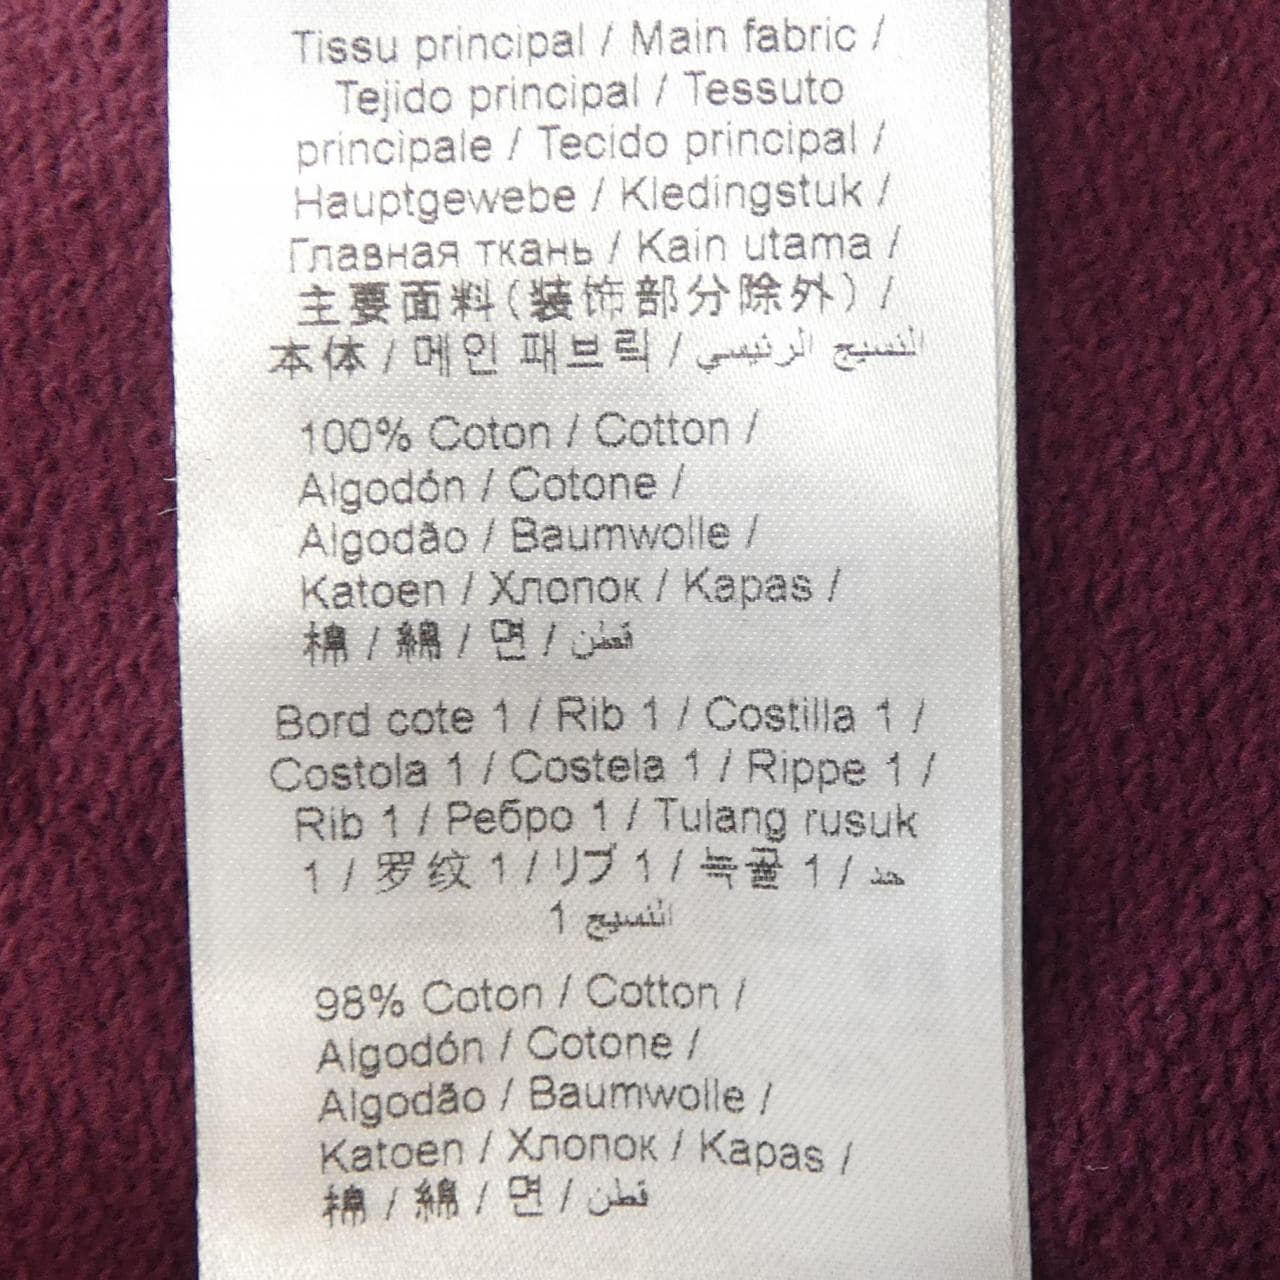 Tissu principal / Main fabric /
Tejido principal / Tessuto
principale / Tecido principal /
Hauptgewebe / Kledingstuk /
Главная ткань / Kain utama /
主要面料(装饰部分除外) /
本体 / 메인 패브릭 / النسيج الرئيسي
100% Coton / Cotton /
Algodón / Cotone /
Algodão / Baumwolle /
Katoen / Хлопок / Kapas /
棉 / 綿 / 면 / قطن
Bord cote 1 / Rib 1 / Costilla 1 /
Costola 1 / Costela 1 / Rippe 1 /
Rib 1 / Ребро 1 / Tulang rusuk
1 / 罗纹 1 / リブ 1 / 늑골 1 / حد
النسيج 1
98% Coton / Cotton /
Algodón / Cotone /
Algodão / Baumwolle /
Katoen / Хлопок / Kapas /
棉 / 綿 / 면 / قطن